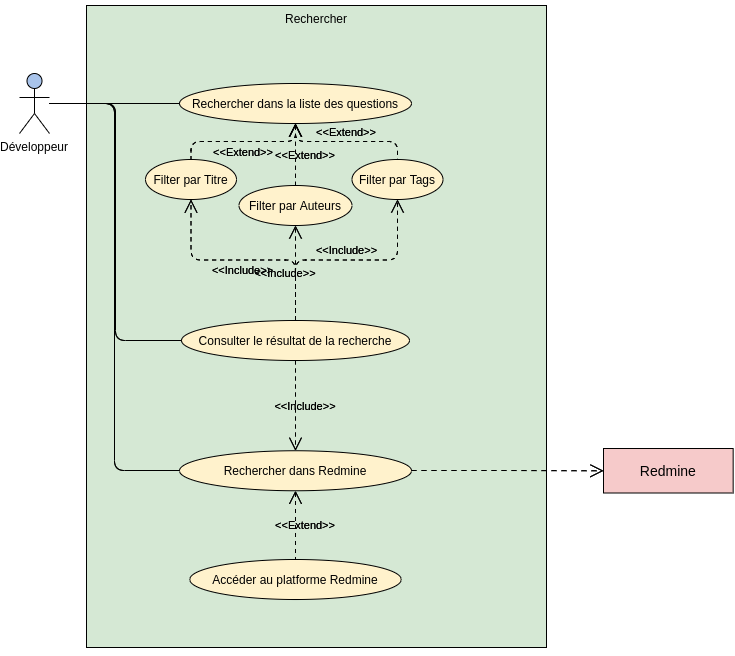 Rechercher
Rechercher dans la liste des questions
Développeur
<<Extend>>
<<Extend>>
<<Extend>>
Filter par Titre
Filter par Tags
Filter par Auteurs
<<Include>>
<<Include>>
<<Include>>
Consulter le résultat de la recherche
<<Include>>
Rechercher dans Redmine
Redmine
<<Extend>>
Accéder au platforme Redmine